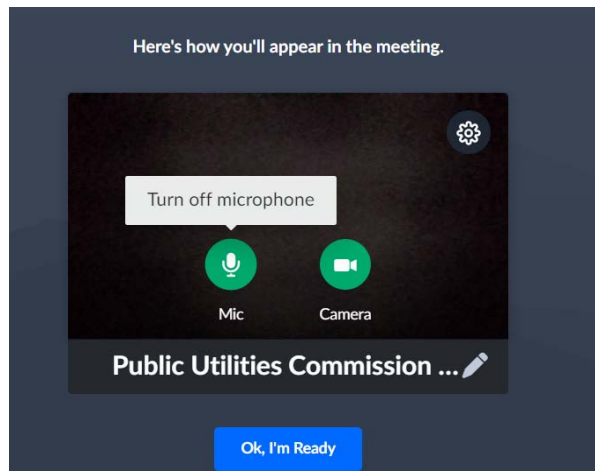 Here's how you'll appear in the meeting.
Turn off microphone
Mic Camera
Public Utilities Commission ...
Ok, I'm Ready